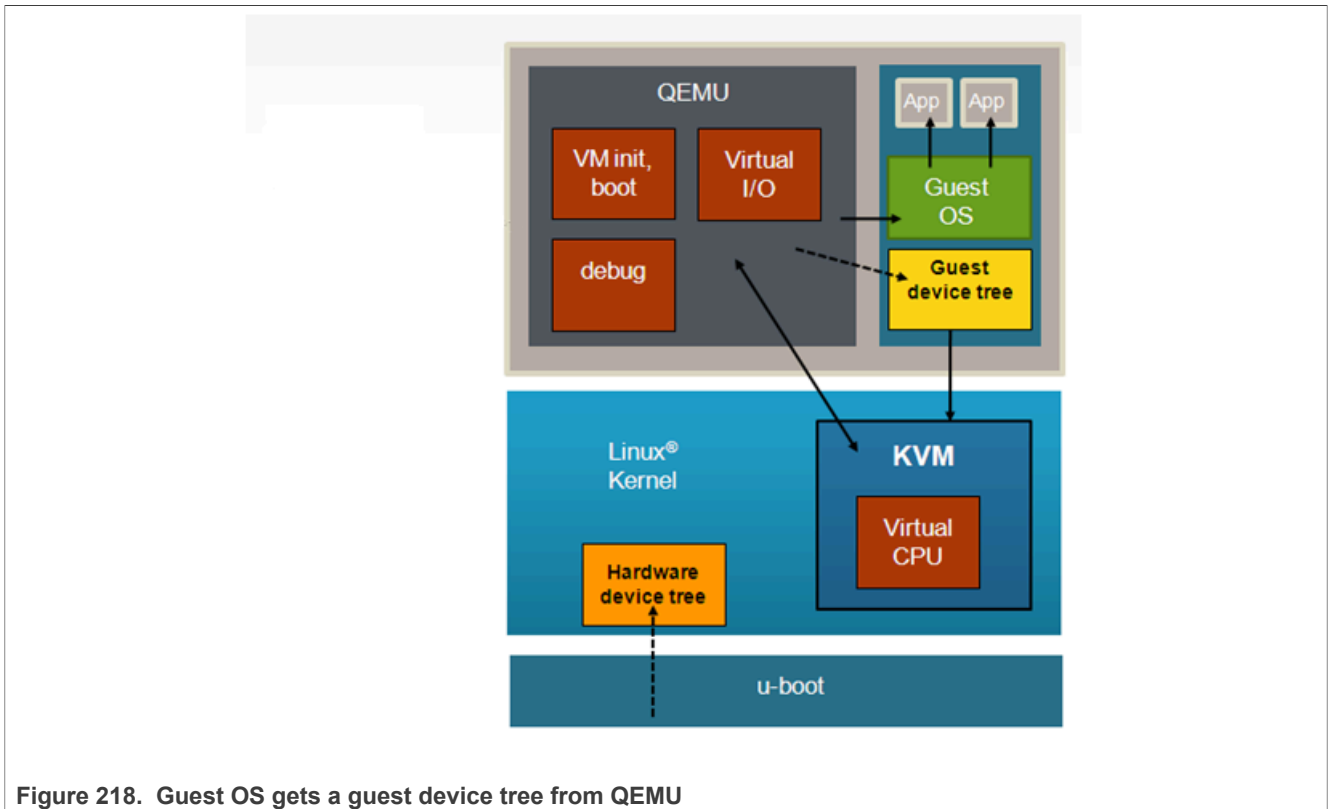 QEMU
VM init,
boot
Virtual
I/O
debug
App
App
Guest
OS
Guest
device tree
Linux®
Kernel
KVM
Virtual
CPU
Hardware
device tree
u-boot
Figure 218. Guest OS gets a guest device tree from QEMU